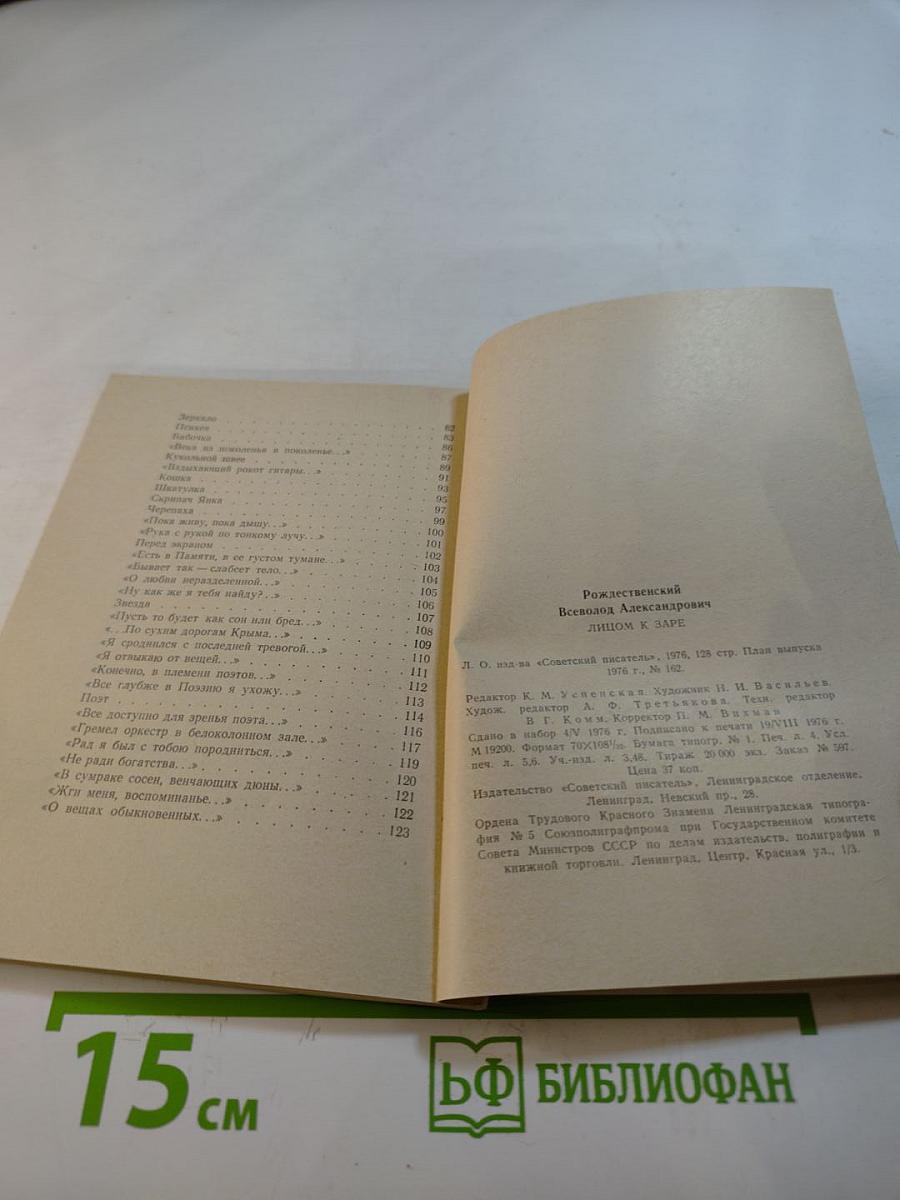 Зеркало
Психея . . . 82
Бабочка . . . 83
«Века из поколенья в поколенье. . .» . . . 86
Кукольной швее . . . 87
«Вздыхающий рокот гитары. . .» . . . 89
Кошка . . . 91
Шкатулка . . . 93
Скрипач Янка . . . 95
Черепаха . . . 97
«Пока живу, пока дышу. . .» . . . 99
«Рука с рукой по тонкому лучу. . .» . . . 100
Перед экраном . . . 101
«Есть в Памяти, в ее густом тумане. . .» . . . 102
«Бывает так — слабеет тело. . .» . . . 103
«О любви неразделенной. . .» . . . 104
«Ну как же я тебя найду?. .» . . . 105
Звезда . . . 106
«Пусть то будет как сон или бред. . .» . . . 107
«. . .По сухим дорогам Крыма. . .» . . . 108
«Я сроднился с последней тревогой. . .» . . . 109
«Я отвыкаю от вещей. . .» . . . 110
«Конечно, в племени поэтов. . .» . . . 111
«Все глубже в Поэзию я ухожу. . .» . . . 112
Поэт . . . 113
«Все доступно для зренья поэта. . .» . . . 114
«Гремел оркестр в белоколонном зале. . .» . . . 116
«Рад я был с тобою породниться. . .» . . . 117
«Не ради богатства. . .» . . . 119
«В сумраке сосен, венчающих дюны. . .» . . . 120
«Жги меня, воспоминанье. . .» . . . 121
«О вещах обыкновенных. . .» . . . 122
123
Рождественский
Всеволод Александрович
ЛИЦОМ К ЗАРЕ
Л. О. изд-ва «Советский писатель», 1976, 128 стр. План выпуска
1976 г., № 162.
Редактор К. М. Успенская. Художник Н. И. Васильев.
Худож. редактор А. Ф. Третьякова. Техн. редактор
В. Г. Комм. Корректор П. М. Вихман
Сдано в набор 4/V 1976 г. Подписано к печати 19/VIII 1976 г.
М 19200. Формат 70×108¹/₃₂. Бумага типогр. № 1. Печ. л. 4. Усл.
печ. л. 5,6. Уч.-изд. л. 3,48. Тираж 20 000 экз. Заказ № 597.
Цена 37 коп.
Издательство «Советский писатель», Ленинградское отделение,
Ленинград, Невский пр., 28.
Ордена Трудового Красного Знамени Ленинградская типогра-
фия № 5 Союзполиграфпрома при Государственном комитете
Совета Министров СССР по делам издательств, полиграфии и
книжной торговли. Ленинград, Центр, Красная ул., 1/3.
15 см
БФ БИБЛИОФАН